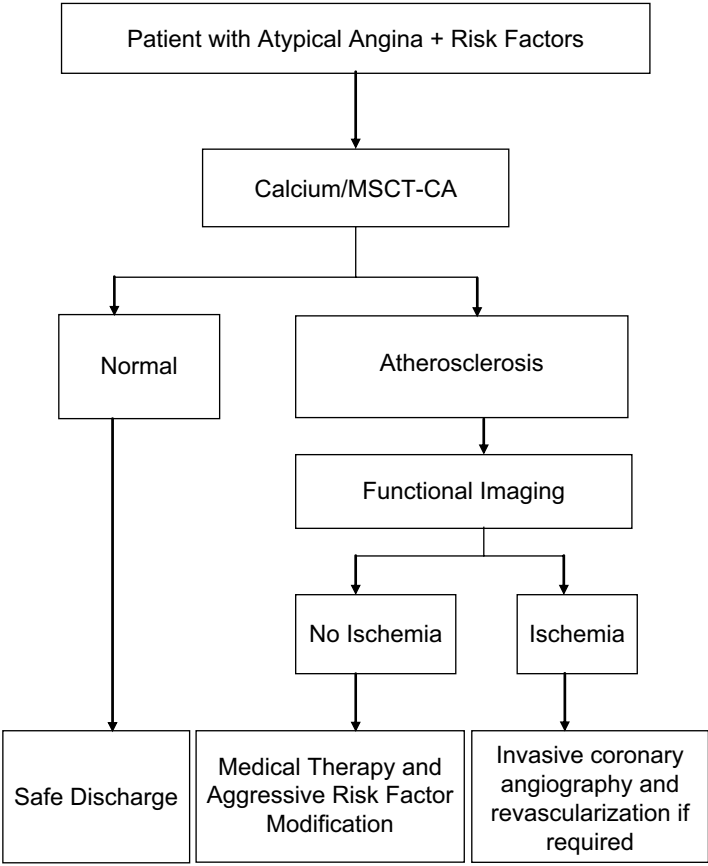 Patient with Atypical Angina + Risk Factors
Calcium/MSCT-CA
Normal
Atherosclerosis
Functional Imaging
No Ischemia
Ischemia
Safe Discharge
Medical Therapy and
Aggressive Risk Factor
Modification
Invasive coronary
angiography and
revascularization if
required